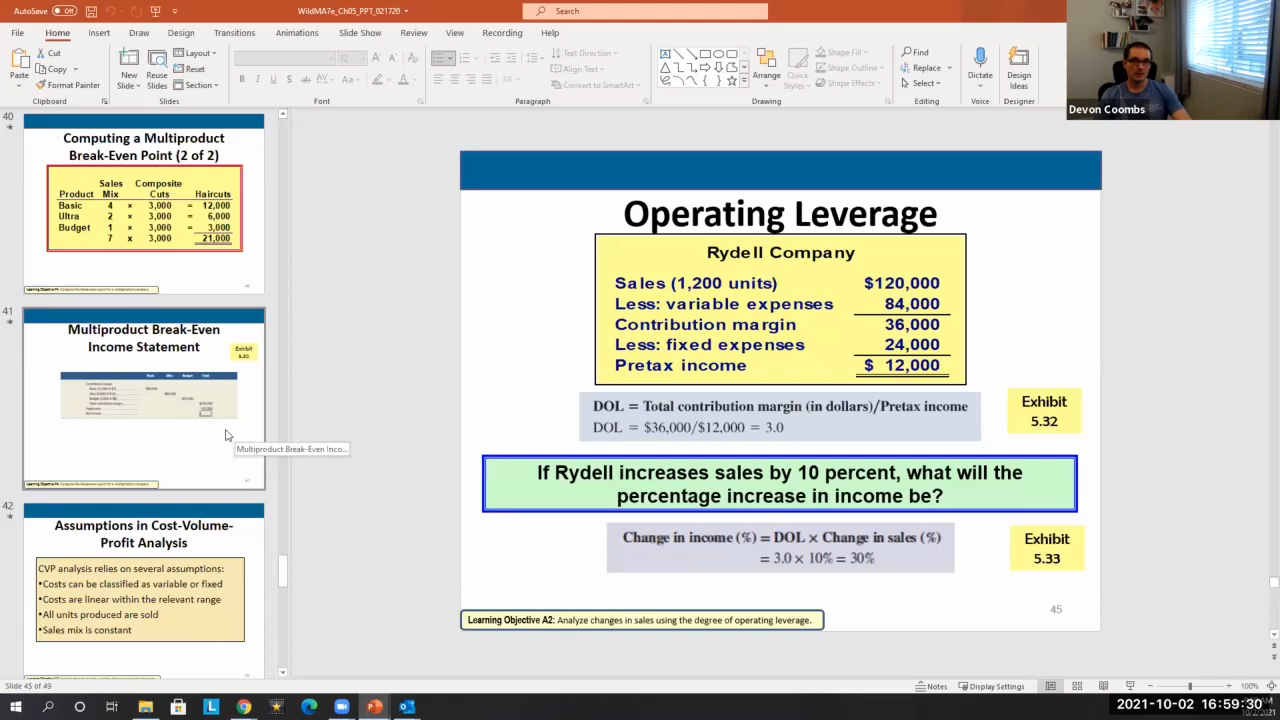 AutoSave Off WildMA7e_Ch05_PPT_021720 Search
File Home Insert Draw Design Transitions Animations Slide Show Review View Recording Help
Paste Cut Copy Format Painter Clipboard
New Slide Reuse Slides Layout Reset Section Slides
Font
Text Direction Align Text Convert to SmartArt Paragraph
Arrange Quick Styles Shape Fill Shape Outline Shape Effects Drawing
Find Replace Select Editing
Dictate Voice
Design Ideas Designer
Devon Coombs
40
Computing a Multiproduct
Break-Even Point (2 of 2)
Sales Composite
Product Mix Cuts Haircuts
Basic 4 × 3,000 = 12,000
Ultra 2 × 3,000 = 6,000
Budget 1 × 3,000 = 3,000
7 x 3,000 21,000
41
Multiproduct Break-Even
Income Statement
Exhibit
5.30
Multiproduct Break-Even Inco...
42
Assumptions in Cost-Volume-
Profit Analysis
CVP analysis relies on several assumptions:
•Costs can be classified as variable or fixed
•Costs are linear within the relevant range
•All units produced are sold
•Sales mix is constant
Operating Leverage
Rydell Company
Sales (1,200 units) $120,000
Less: variable expenses 84,000
Contribution margin 36,000
Less: fixed expenses 24,000
Pretax income $ 12,000
DOL = Total contribution margin (in dollars)/Pretax income
DOL = $36,000/$12,000 = 3.0
Exhibit
5.32
If Rydell increases sales by 10 percent, what will the
percentage increase in income be?
Change in income (%) = DOL × Change in sales (%)
= 3.0 × 10% = 30%
Exhibit
5.33
45
Learning Objective A2: Analyze changes in sales using the degree of operating leverage.
Slide 45 of 49 Notes Display Settings 100%
2021-10-02 16:59:30